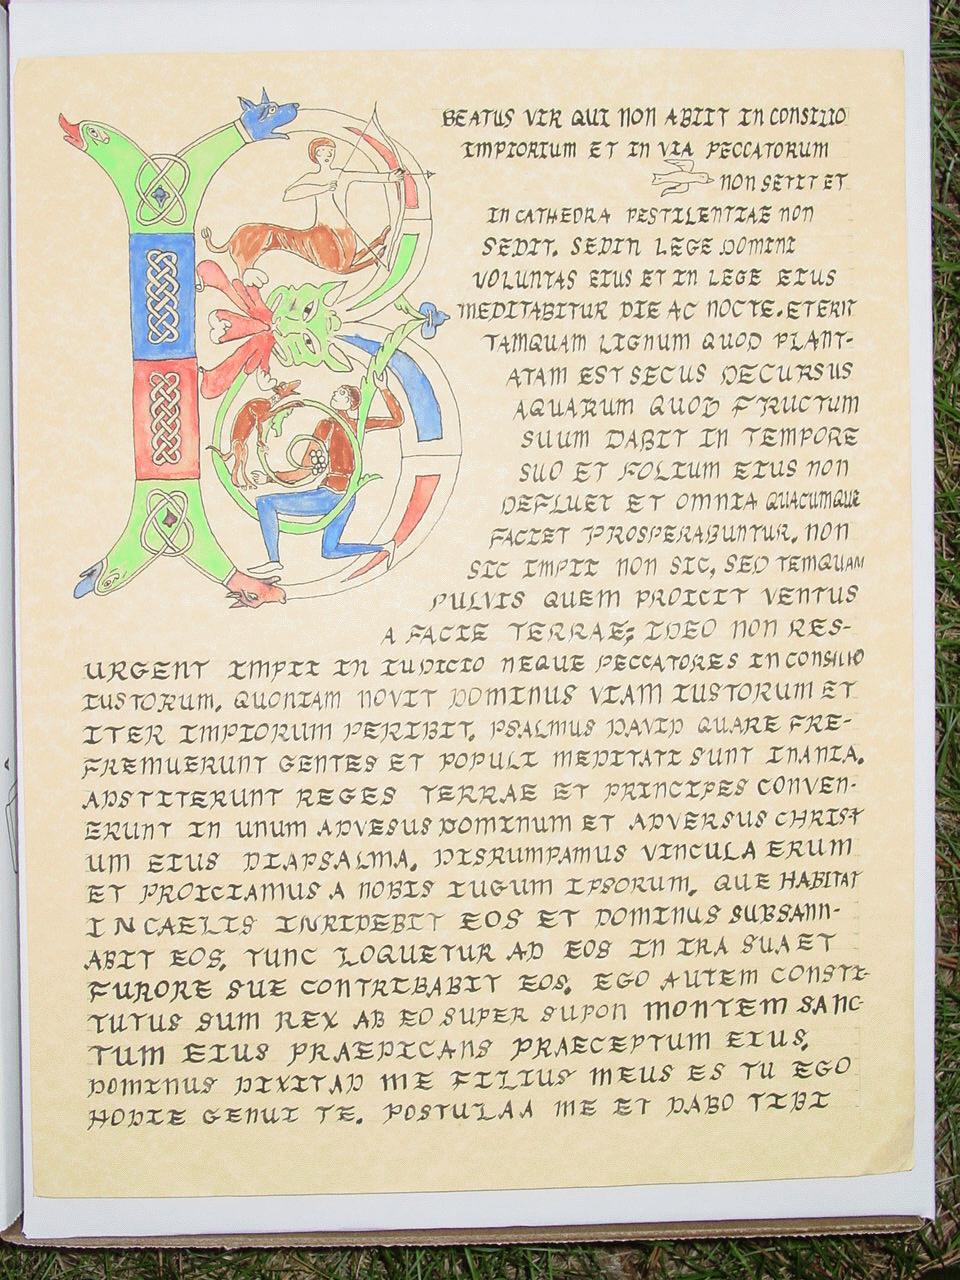 BEATUS VIR QUI NON ABIIT IN CONSILIO
IMPIORIUM ET IN VIA PECCATORUM
NON SETIT ET
IN CATHEDRA PESTILENTIAE NON
SEDIT. SEDIN LEGE DOMINI
VOLUNTAS EIUS ET IN LEGE EIUS
MEDITABITUR DIE AC NOCTE. ETERIT
TAMQUAM LIGNUM QUOD PLANT-
ATAM EST SECUS DECURSUS
AQUARUM QUOD FRUCTUM
SUUM DABIT IN TEMPORE
SUO ET FOLIUM EIUS NON
DEFLUET ET OMNIA QUACUMQUE
FACIET PROSPERABUNTUR. NON
SIC IMPII NON SIC, SED TEMQUAM
PULVIS QUEM PROICIT VENTUS
A FACIE TERRAE; IDEO NON RES-
URGENT IMPII IN IUDICIO NEQUE PECCATORES IN CONSILIO
IUSTORUM, QUONIAM NOVIT DOMINUS VIAM IUSTORUM ET
ITER IMPIORUM PERIBIT. PSALMUS DAVID QUARE FRE-
FREMUERUNT GENTES ET POPULI MEDITATI SUNT INANIA.
ADSTITERUNT REGES TERRAE ET PRINCIPES CONVEN-
ERUNT IN UNUM ADVESUS DOMINUM ET ADVERSUS CHRIST
UM EIUS DIAPSALMA. DISRUMPAMUS VINCULA ERUM
ET PROICIAMUS A NOBIS IUGUM IPSORUM. QUE HABITAT
IN CAELIS INRIDEBIT EOS ET DOMINUS SUBSANN-
ABIT EOS. TUNC LOQUETUR AD EOS IN IRA SUA ET
FURORE SUE CONTRIBABIT EOS. EGO AUTEM CONSTI-
TUTUS SUM REX AB EO SUPER SUPON MONTEM SANC-
TUM EIUS PRAEDICANS PRAECEPTUM EIUS.
DOMINUS DIXIT AD ME FILIUS MEUS ES TU EGO
HODIE GENUI TE. POSTULAA ME ET DABO TIBI